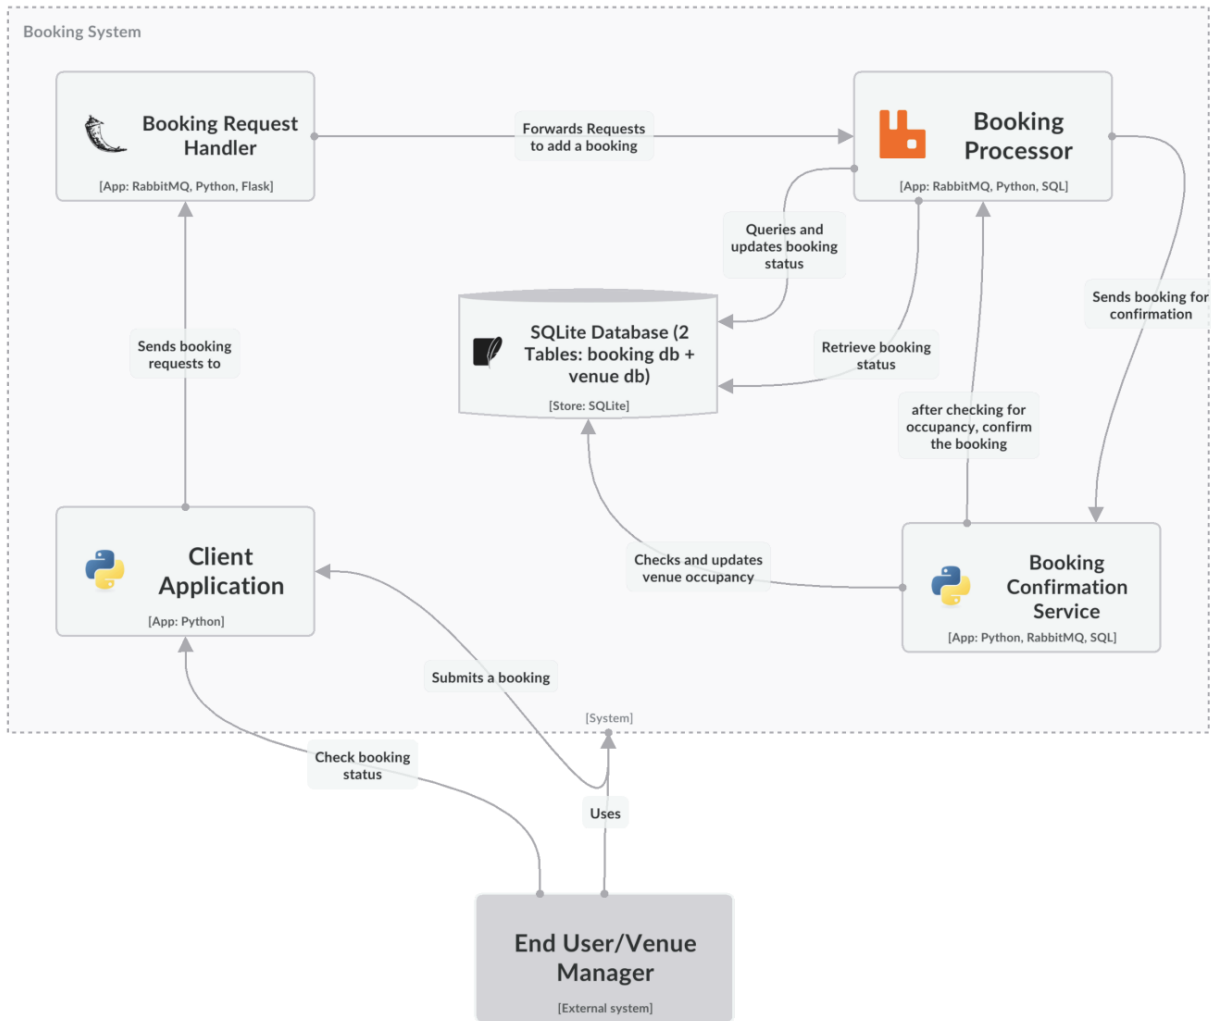 Booking System
Booking Request
Handler
[App: RabbitMQ, Python, Flask]
Forwards Requests
to add a booking
Booking
Processor
[App: RabbitMQ, Python, SQL]
Queries and
updates booking
status
Sends booking for
confirmation
SQLite Database (2
Tables: booking db +
venue db)
[Store: SQLite]
Sends booking
requests to
Retrieve booking
status
after checking for
occupancy, confirm
the booking
Client
Application
[App: Python]
Checks and updates
venue occupancy
Booking
Confirmation
Service
[App: Python, RabbitMQ, SQL]
Submits a booking
[System]
Check booking
status
Uses
End User/Venue
Manager
[External system]